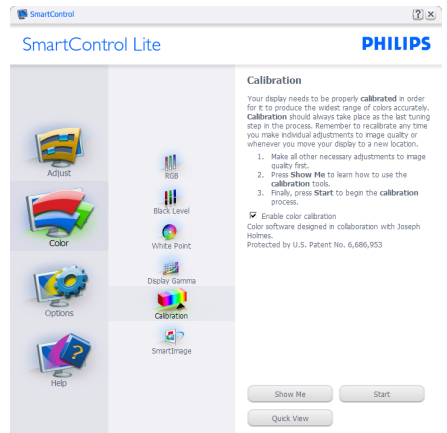 SmartControl
SmartControl Lite
PHILIPS
Adjust
Color
Options
Help
RGB
Black Level
White Point
Display Gamma
Calibration
SmartImage
Calibration
Your display needs to be properly calibrated in order
for it to produce the widest range of colors accurately.
Calibration should always take place as the last tuning
step in the process. Remember to recalibrate any time
you make individual adjustments to image quality or
whenever you move your display to a new location.
1. Make all other necessary adjustments to image
quality first.
2. Press Show Me to learn how to use the
calibration tools.
3. Finally, press Start to begin the calibration
process.
Enable color calibration
Color software designed in collaboration with Joseph
Holmes.
Protected by U.S. Patent No. 6,686,953
Show Me
Start
Quick View